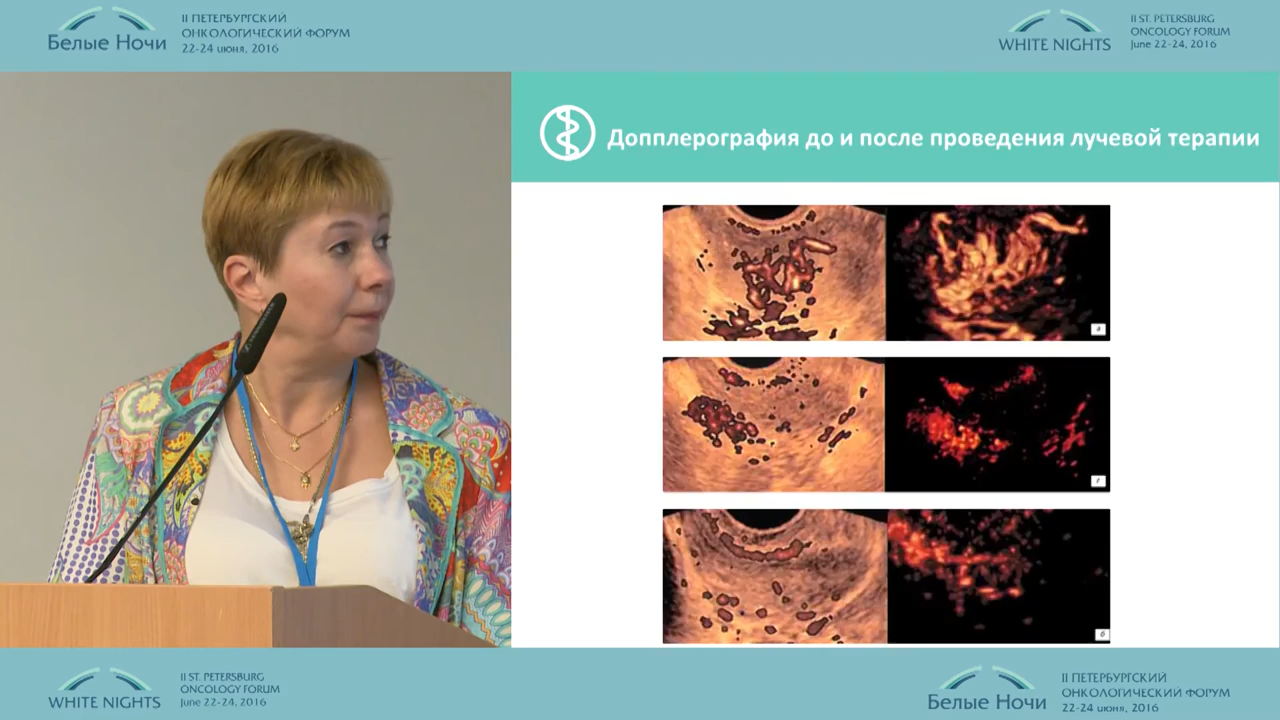 Белые Ночи
II ПЕТЕРБУРГСКИЙ
ОНКОЛОГИЧЕСКИЙ ФОРУМ
22-24 июня, 2016
WHITE NIGHTS
II ST. PETERSBURG
ONCOLOGY FORUM
June 22-24, 2016
Допплерография до и после проведения лучевой терапии
а
г
б
WHITE NIGHTS
II ST. PETERSBURG
ONCOLOGY FORUM
June 22-24, 2016
Белые Ночи
II ПЕТЕРБУРГСКИЙ
ОНКОЛОГИЧЕСКИЙ ФОРУМ
22-24 июня, 2016